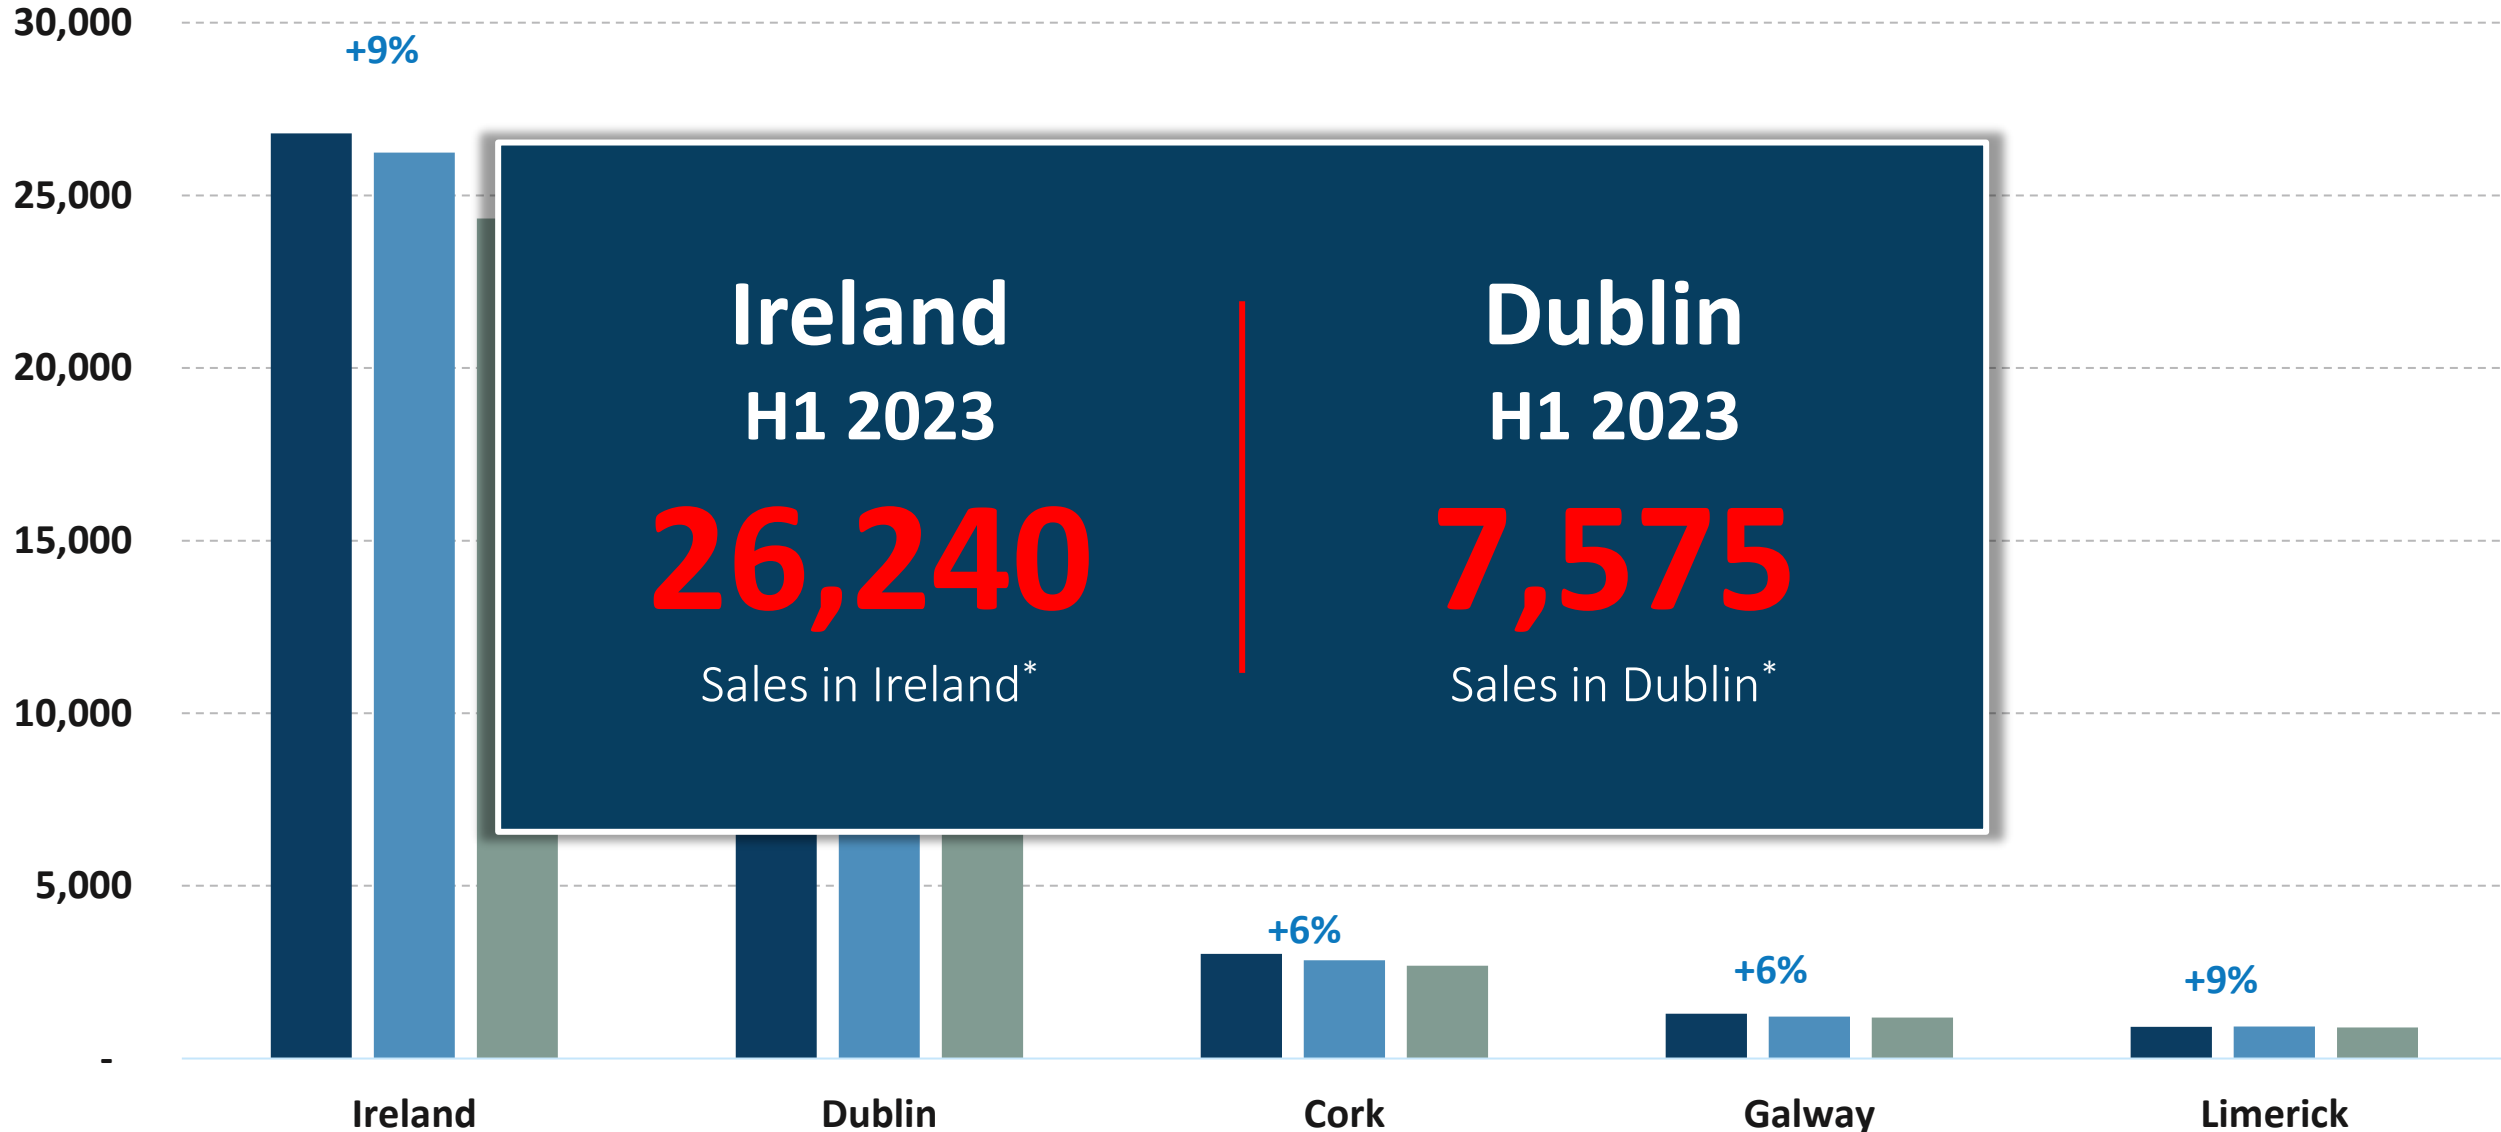 30,000
+9%
25,000
20,000
15,000
10,000
5,000
-
Ireland
H1 2023
26,240
Sales in Ireland*
Dublin
H1 2023
7,575
Sales in Dublin*
+6%
+6%
+9%
Ireland
Dublin
Cork
Galway
Limerick